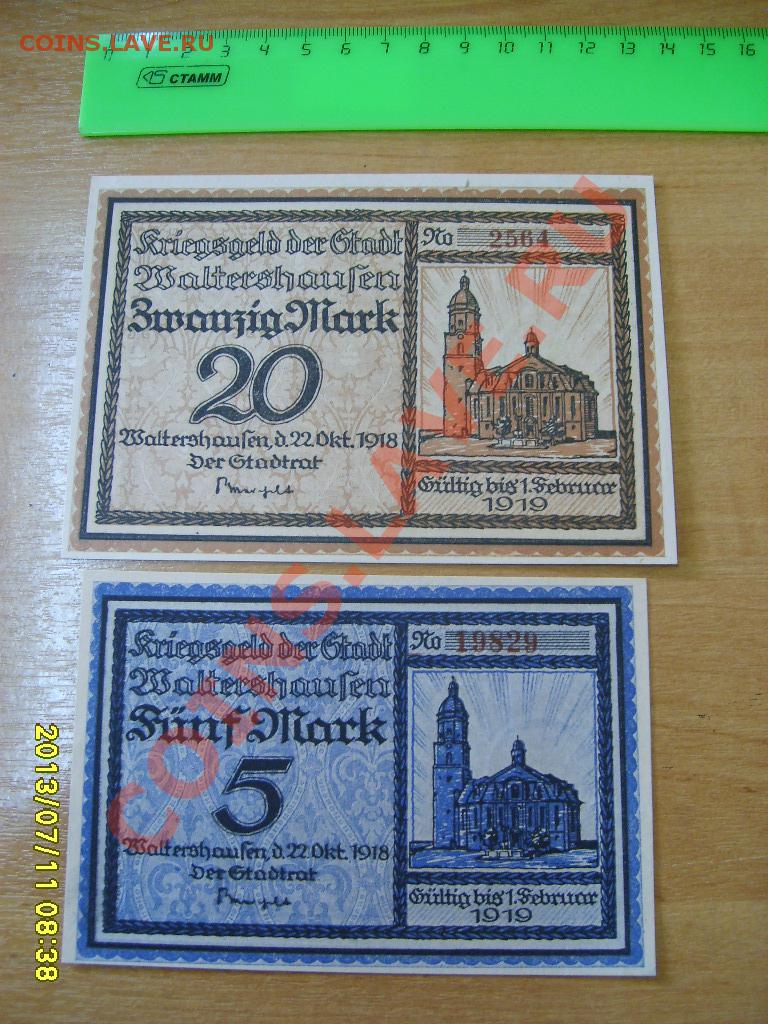 COINS.LAVE.RU
0 1 2 3 4 5 6 7 8 9 10 11 12 13 14 15 16
СТАММ
Kriegsgeld der Stadt
Waltershausen
Zwanzig Mark
20
Waltershausen, d. 22. Okt. 1918
Der Stadtrat
No 2564
Gültig bis 1. Februar
1919
Kriegsgeld der Stadt
Waltershausen
Fünf Mark
5
Waltershausen, d. 22. Okt. 1918
Der Stadtrat
No 19829
Gültig bis 1. Februar
1919
COINS.LAVE.RU
2013/07/11 08:38